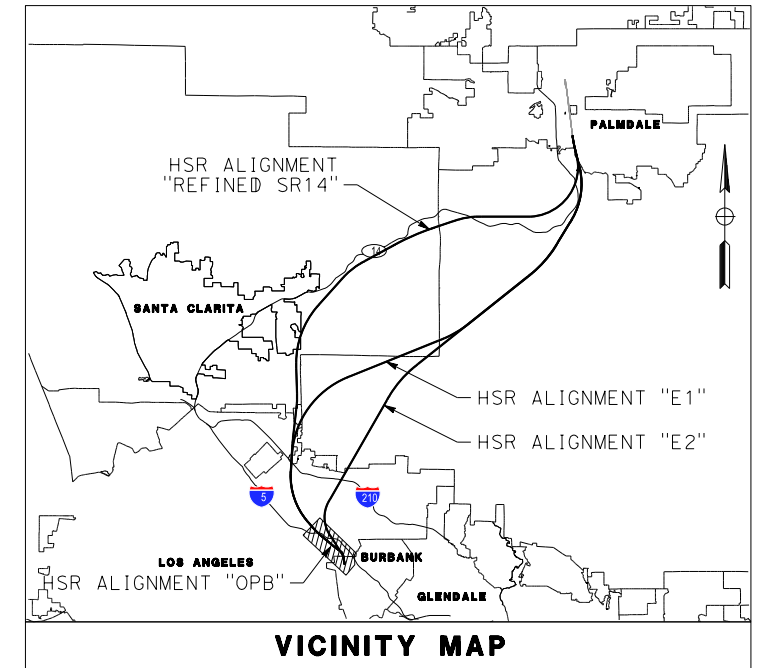 PALMDALE
HSR ALIGNMENT
"REFINED SR14"
14
SANTA CLARITA
HSR ALIGNMENT "E1"
HSR ALIGNMENT "E2"
5
210
LOS ANGELES
BURBANK
HSR ALIGNMENT "OPB"
GLENDALE
VICINITY MAP